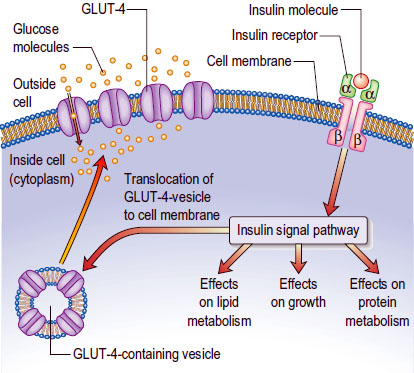 GLUT-4
Glucose
molecules
Outside
cell
Inside cell
(cytoplasm)
Insulin molecule
Insulin receptor
Cell membrane
α
α
β
β
Translocation of
GLUT-4-vesicle
to cell membrane
Insulin signal pathway
Effects
on lipid
metabolism
Effects
on growth
Effects on
protein
metabolism
GLUT-4-containing vesicle